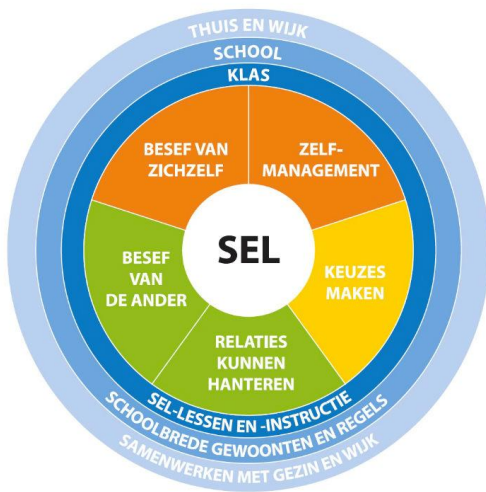 THUIS EN WIJK
SCHOOL
KLAS
BESEF VAN
ZICHZELF
ZELF-
MANAGEMENT
SEL
BESEF
VAN
DE ANDER
KEUZES
MAKEN
RELATIES
KUNNEN
HANTEREN
SEL-LESSEN EN -INSTRUCTIE
SCHOOLBREDE GEWOONTEN EN REGELS
SAMENWERKEN MET GEZIN EN WIJK